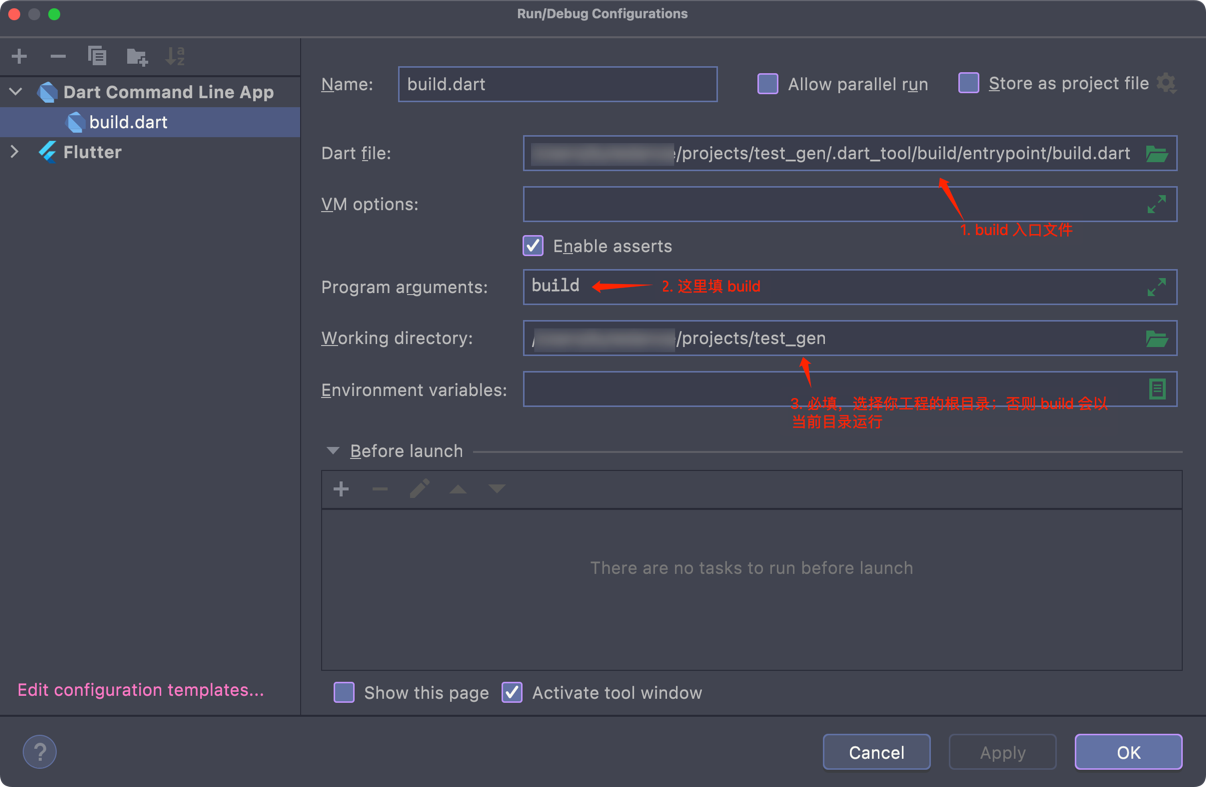 Run/Debug Configurations
Dart Command Line App
build.dart
Flutter
Name:
build.dart
Allow parallel run
Store as project file
Dart file:
/projects/test_gen/.dart_tool/build/entrypoint/build.dart
VM options:
1. build 入口文件
Enable asserts
Program arguments:
build
2. 这里填 build
Working directory:
/projects/test_gen
Environment variables:
3. 必填，选择你工程的根目录；否则 build 会以
当前目录运行
Before launch
There are no tasks to run before launch
Edit configuration templates...
Show this page
Activate tool window
?
Cancel
Apply
OK